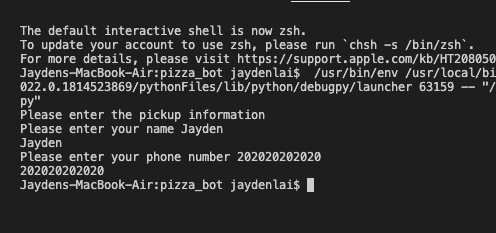 The default interactive shell is now zsh.
To update your account to use zsh, please run `chsh -s /bin/zsh`.
For more details, please visit https://support.apple.com/kb/HT208050
Jaydens-MacBook-Air:pizza_bot jaydenlai$  /usr/bin/env /usr/local/bi
022.0.1814523869/pythonFiles/lib/python/debugpy/launcher 63159 -- "/
py"
Please enter the pickup information
Please enter your name Jayden
Jayden
Please enter your phone number 202020202020
202020202020
Jaydens-MacBook-Air:pizza_bot jaydenlai$